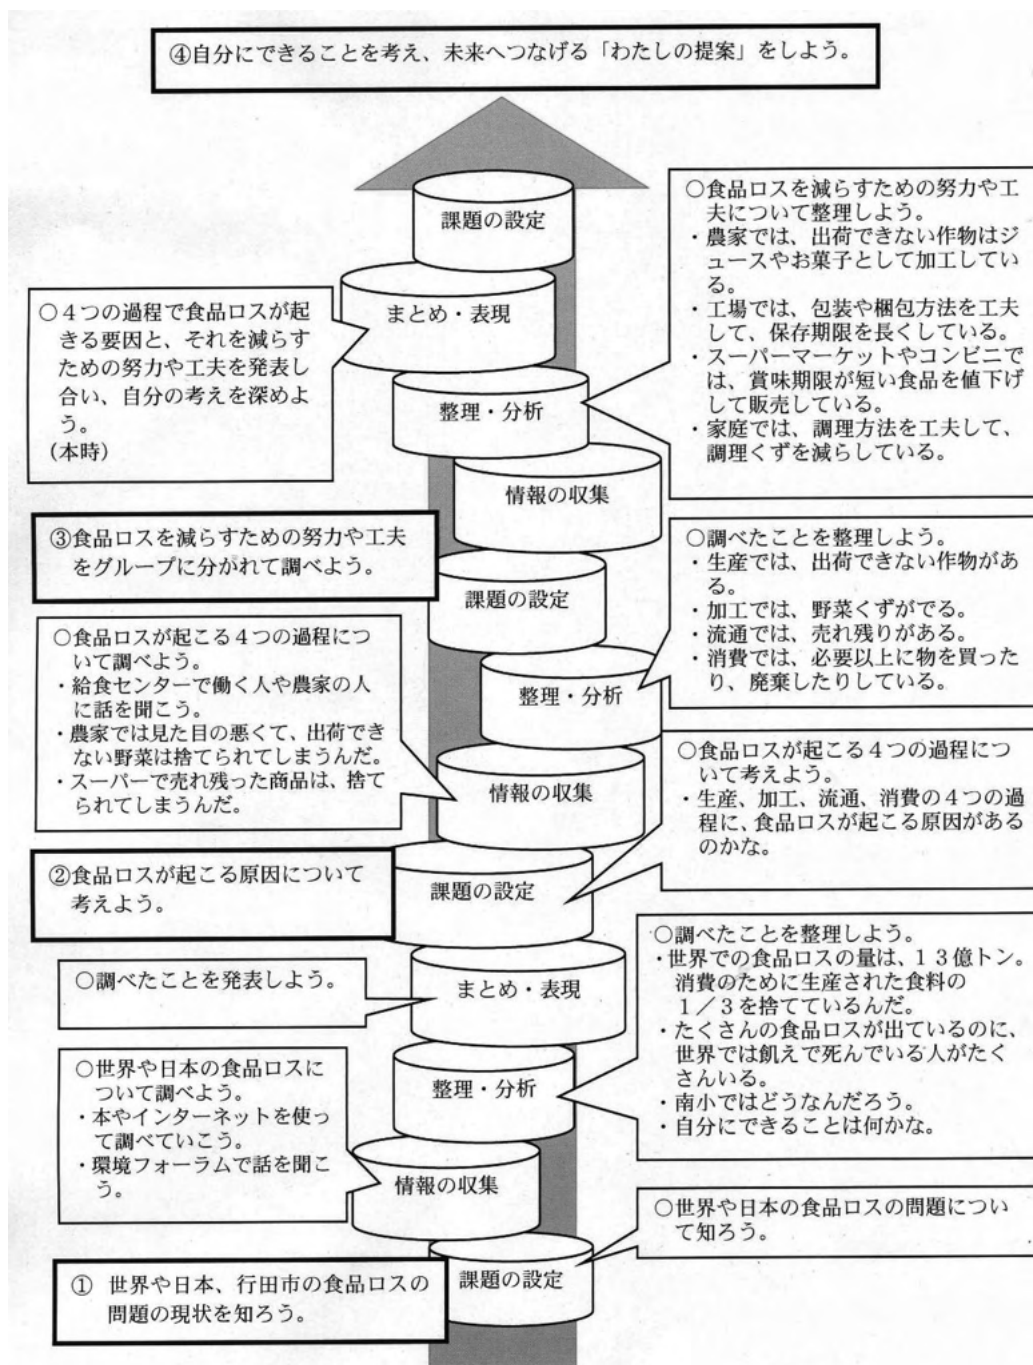 ④自分にできることを考え、未来へつなげる「わたしの提案」をしよう。
課題の設定
○食品ロスを減らすための努力や工
夫について整理しよう。
・農家では、出荷できない作物はジ
ュースやお菓子として加工してい
る。
・工場では、包装や梱包方法を工夫
して、保存期限を長くしている。
・スーパーマーケットやコンビニで
は、賞味期限が短い食品を値下げ
して販売している。
・家庭では、調理方法を工夫して、
調理くずを減らしている。
まとめ・表現
○4つの過程で食品ロスが起
きる要因と、それを減らす
ための努力や工夫を発表し
合い、自分の考えを深めよ
う。
(本時)
整理・分析
情報の収集
③食品ロスを減らすための努力や工夫
をグループに分がれて調べよう。
課題の設定
○調べたことを整理しよう。
・生産では、出荷できない作物があ
る。
・加工では、野菜くずがでる。
・流通では、売れ残りがある。
・消費では、必要以上に物を買った
り、廃棄したりしている。
○食品ロスが起こる4つの過程につ
いて調べよう。
・給食センターで働く人や農家の人
に話を聞こう。
・農家では見た目の悪くて、出荷でき
ない野菜は捨てられてしまうんだ。
・スーパーで売れ残った商品は、捨て
られてしまうんだ。
整理・分析
情報の収集
○食品ロスが起こる4つの過程につ
いて考えよう。
・生産、加工、流通、消費の4つの過
程に、食品ロスが起こる原因がある
のかな。
②食品ロスが起こる原因について
考えよう。
課題の設定
○調べたことを整理しよう。
・世界での食品ロスの量は、13億トン。
消費のために生産された食料の
1/3を捨てているんだ。
・たくさんの食品ロスが出ているのに、
世界では飢えで死んでいる人がたく
さんいる。
・南小ではどうなんだろう。
・自分にできることは何かな。
○調べたことを発表しよう。
まとめ・表現
○世界や日本の食品ロスに
ついて調べよう。
・本やインターネットを使っ
て調べていこう。
・環境フォーラムで話を聞こ
う。
整理・分析
情報の収集
○世界や日本の食品ロスの問題につい
て知ろう。
① 世界や日本、行田市の食品ロスの
問題の現状を知ろう。
課題の設定